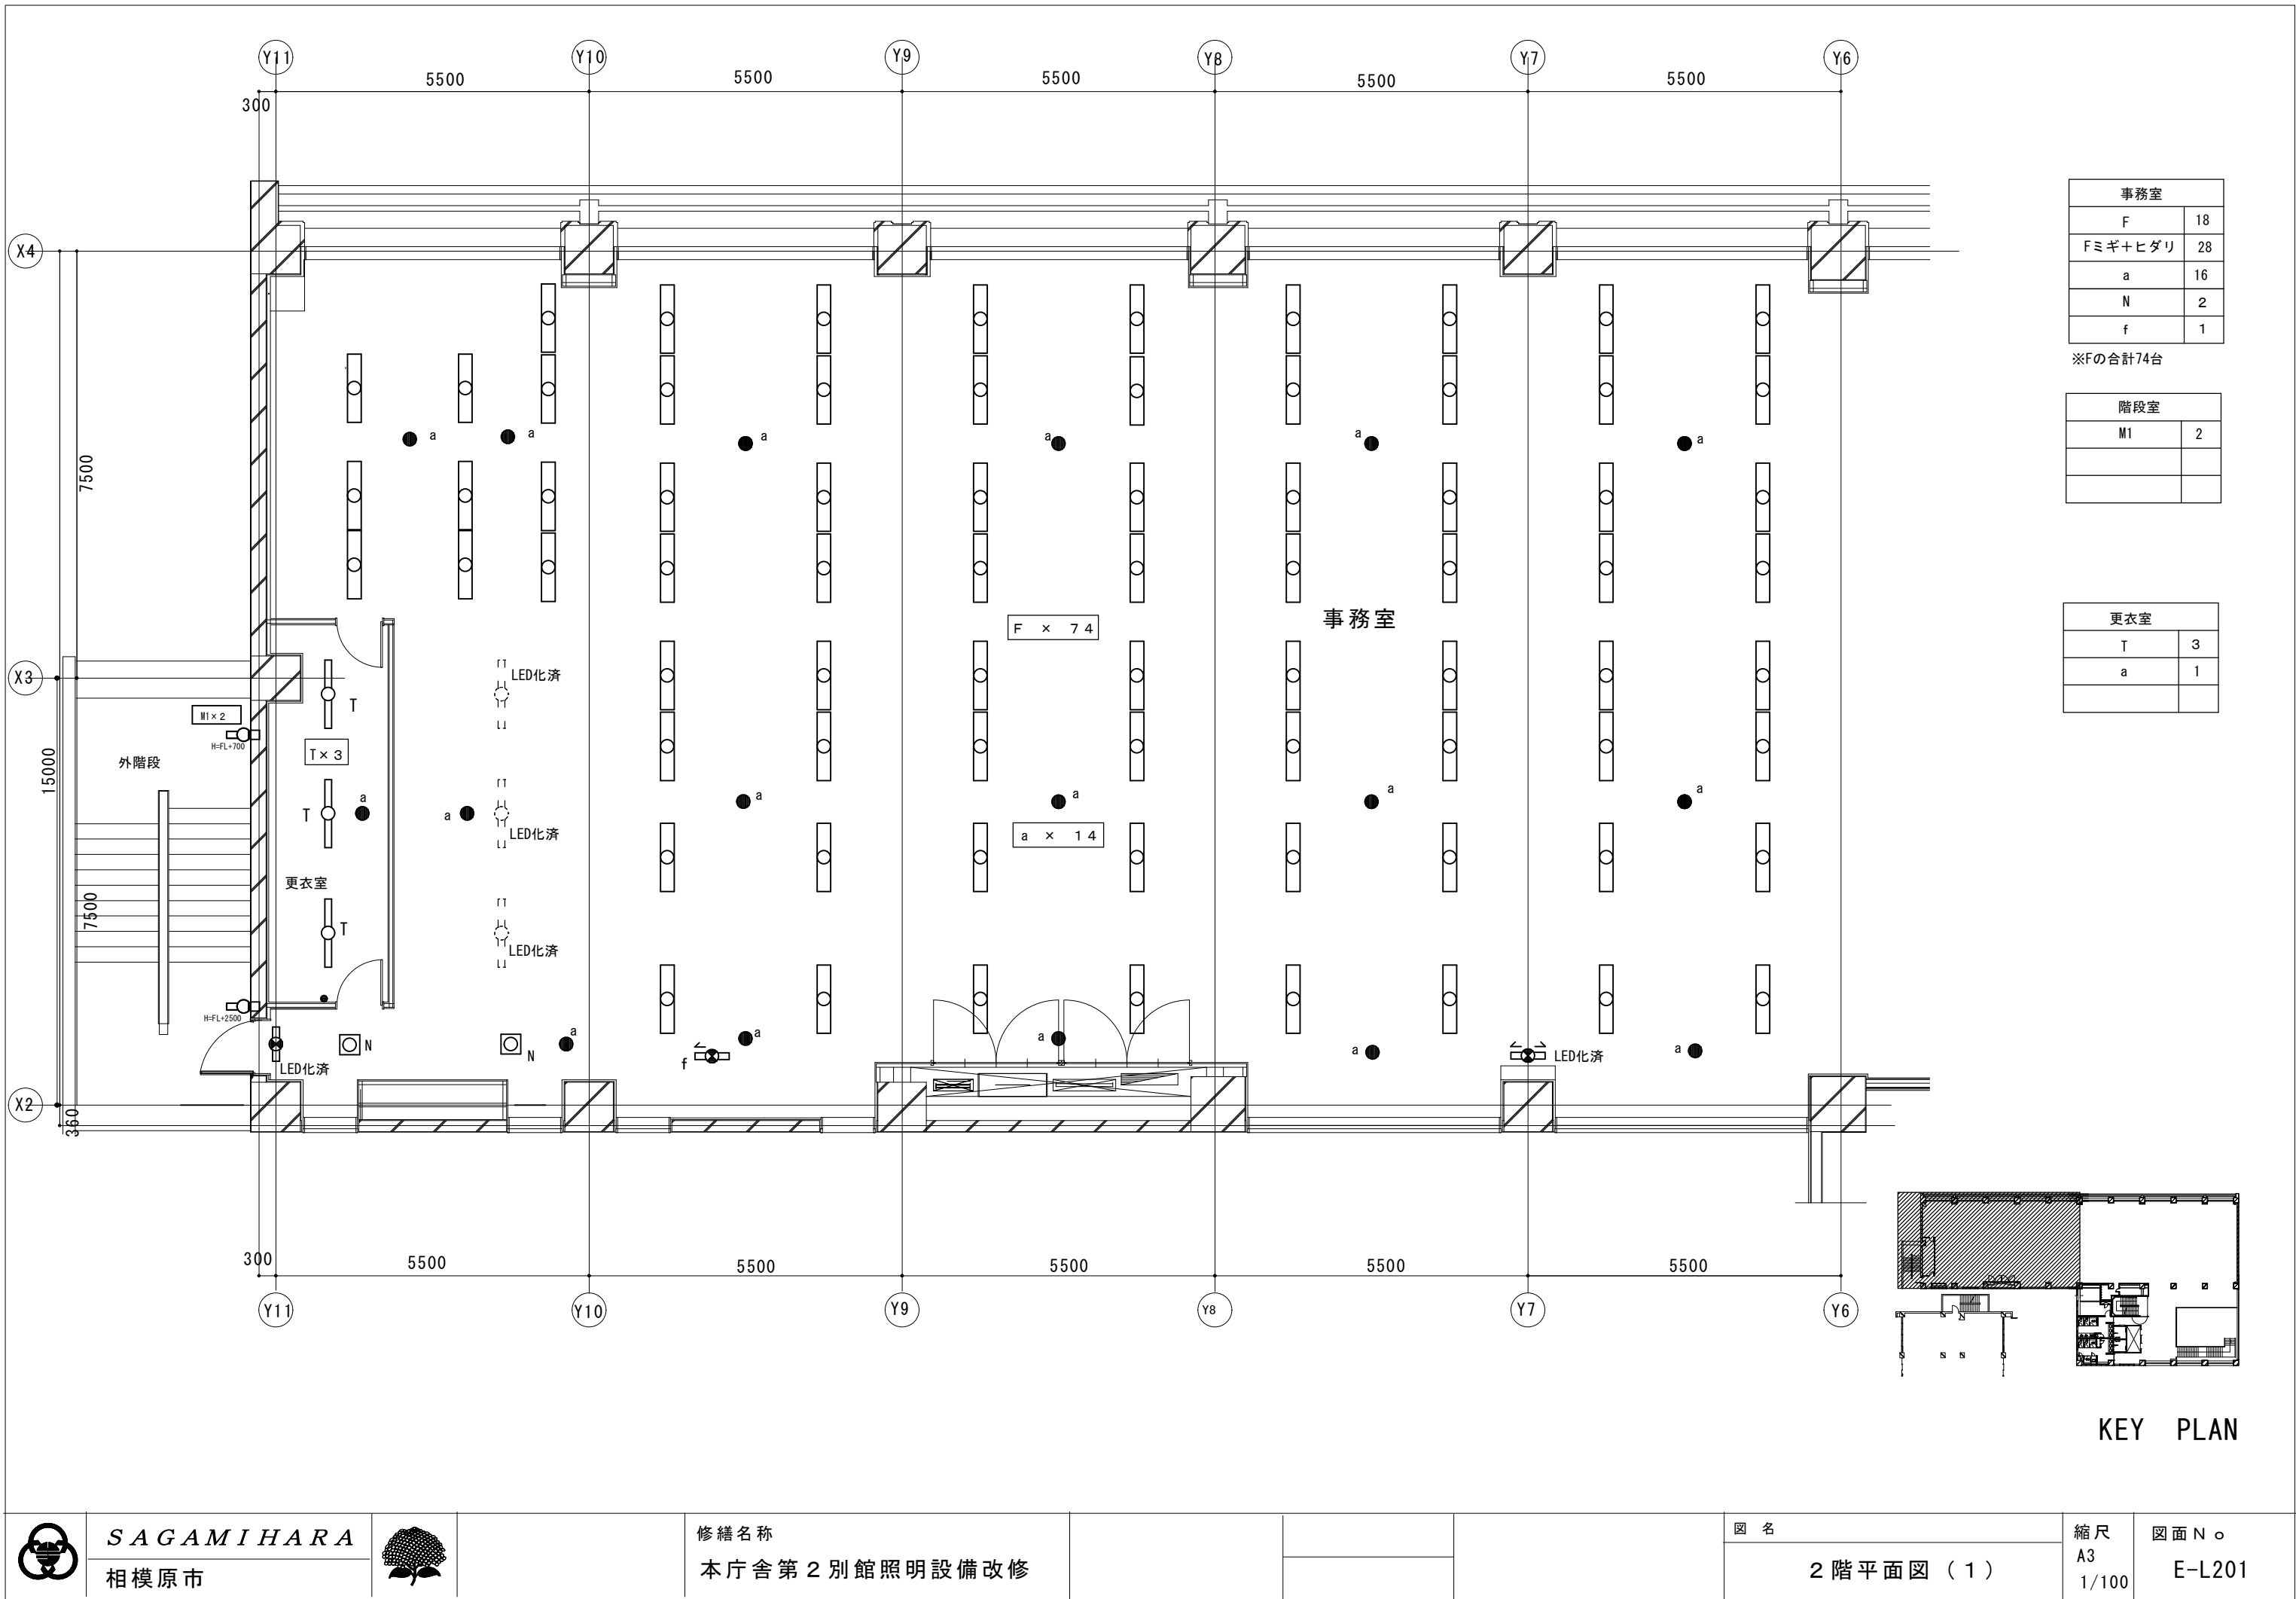 Y11 Y10 Y9 Y8 Y7 Y6
5500 5500 5500 5500 5500
300
X4
X3
X2
7500
15000
7500
360
事務室
F 18
Fミギ+ヒダリ 28
a 16
N 2
f 1
※Fの合計74台
階段室
M1 2
更衣室
T 3
a 1
a a a a a a
F × 74
事務室
LED化済
T
M1×2
H=FL+700
T×3
外階段
a a a a a a
T
LED化済
a × 14
更衣室
T
LED化済
H=FL+2500
N N a a a a a
f
LED化済
LED化済
300
5500 5500 5500 5500 5500
Y11 Y10 Y9 Y8 Y7 Y6
KEY PLAN
SAGAMIHARA
相模原市
修繕名称
本庁舎第2別館照明設備改修
図 名
2階平面図(1)
縮尺
A3
1/100
図面No
E-L201